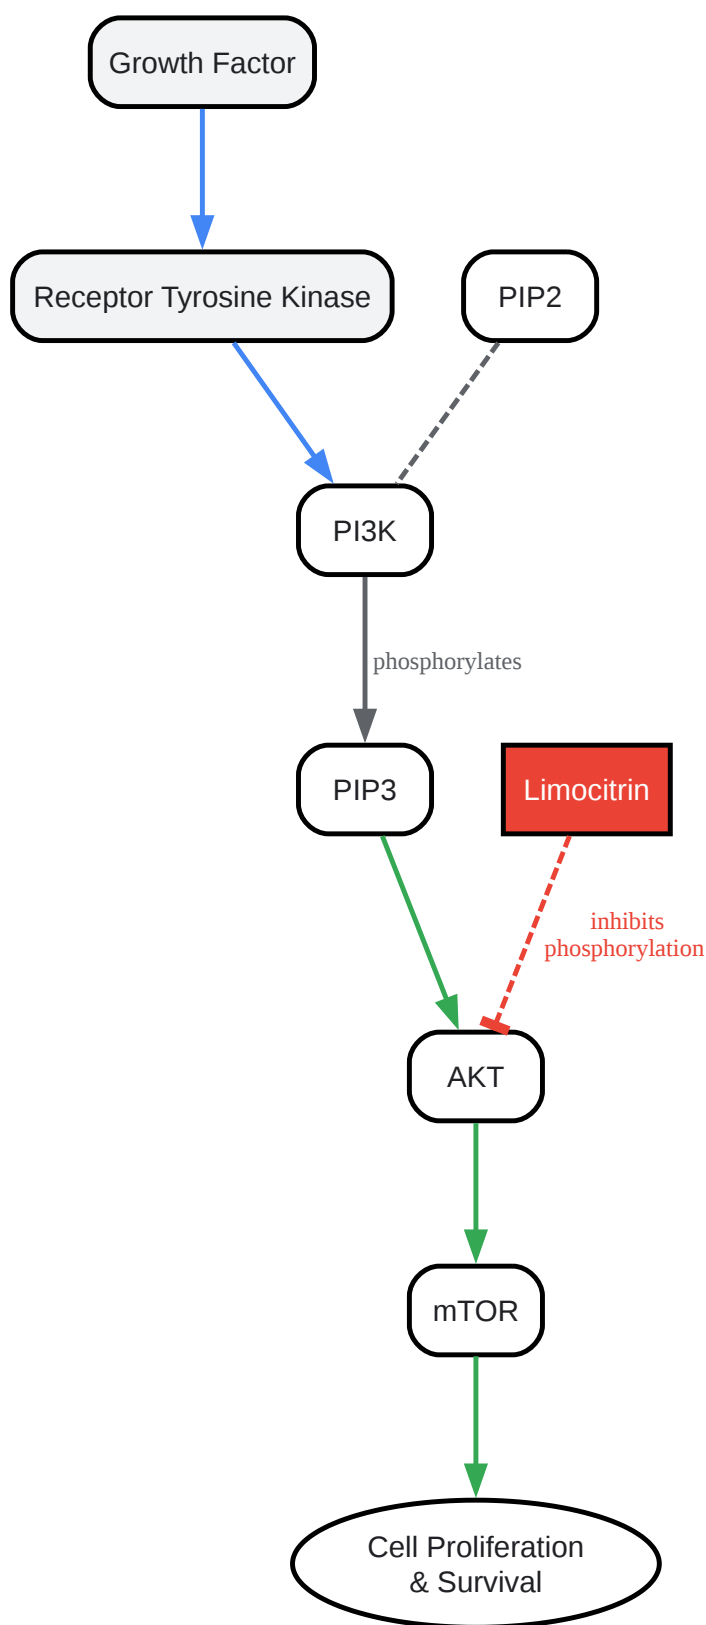 Growth Factor
Receptor Tyrosine Kinase
PIP2
PI3K
phosphorylates
PIP3
Limocitrin
inhibits
phosphorylation
AKT
mTOR
Cell Proliferation
& Survival